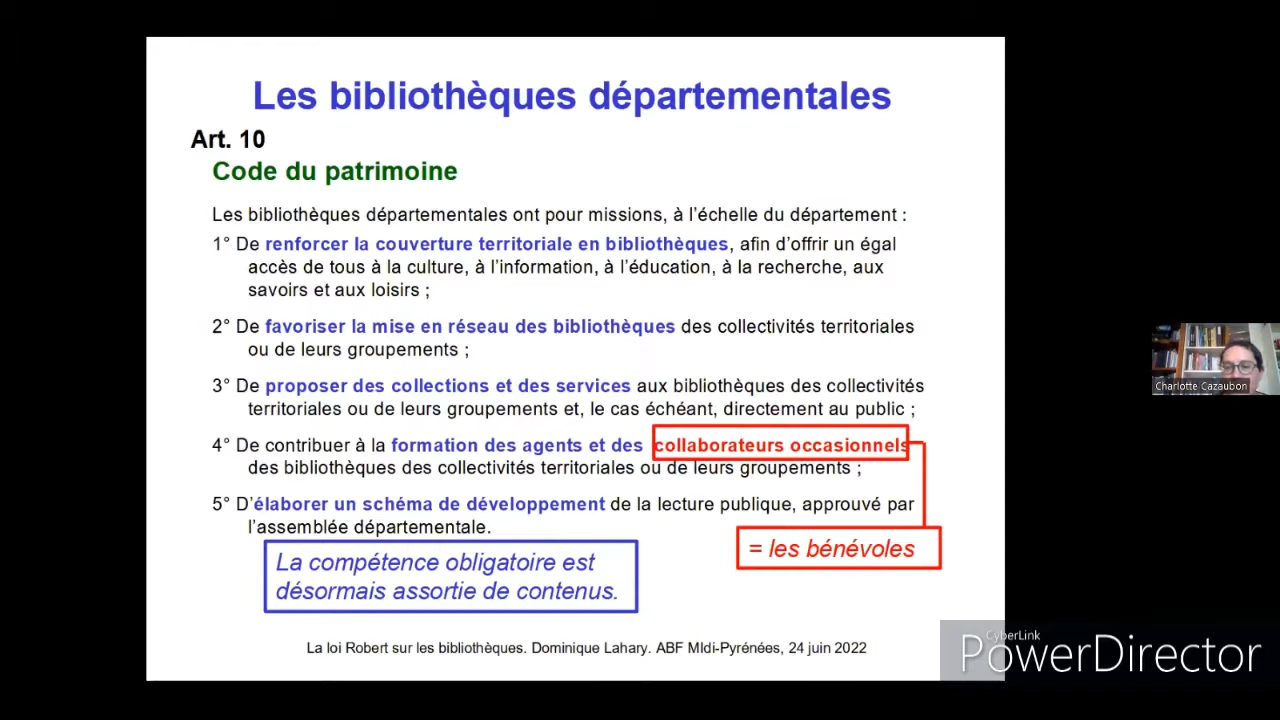 Les bibliothèques départementales
Art. 10
Code du patrimoine
Les bibliothèques départementales ont pour missions, à l’échelle du département :
1° De renforcer la couverture territoriale en bibliothèques, afin d’offrir un égal
accès de tous à la culture, à l’information, à l’éducation, à la recherche, aux
savoirs et aux loisirs ;
2° De favoriser la mise en réseau des bibliothèques des collectivités territoriales
ou de leurs groupements ;
3° De proposer des collections et des services aux bibliothèques des collectivités
territoriales ou de leurs groupements et, le cas échéant, directement au public ;
4° De contribuer à la formation des agents et des collaborateurs occasionnels
des bibliothèques des collectivités territoriales ou de leurs groupements ;
5° D’élaborer un schéma de développement de la lecture publique, approuvé par
l’assemblée départementale.
= les bénévoles
La compétence obligatoire est
désormais assortie de contenus.
La loi Robert sur les bibliothèques. Dominique Lahary. ABF MIdi-Pyrénées, 24 juin 2022
Charlotte Cazaubon
CyberLink
PowerDirector